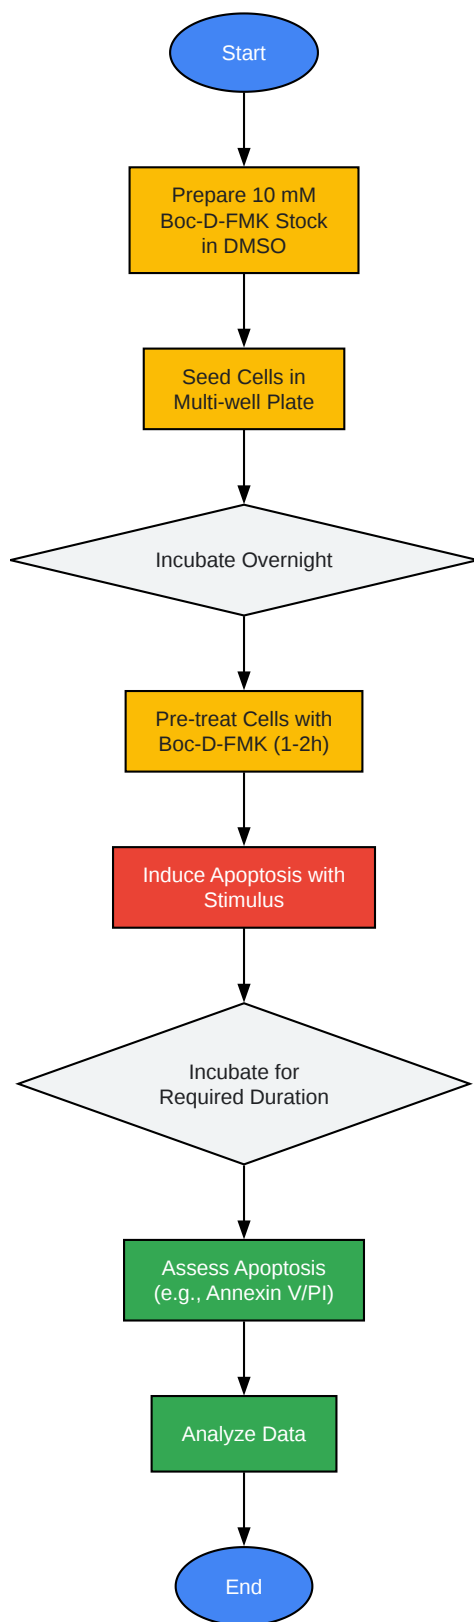 Start
Prepare 10 mM
Boc-D-FMK Stock
in DMSO
Seed Cells in
Multi-well Plate
Incubate Overnight
Pre-treat Cells with
Boc-D-FMK (1-2h)
Induce Apoptosis with
Stimulus
Incubate for
Required Duration
Assess Apoptosis
(e.g., Annexin V/PI)
Analyze Data
End